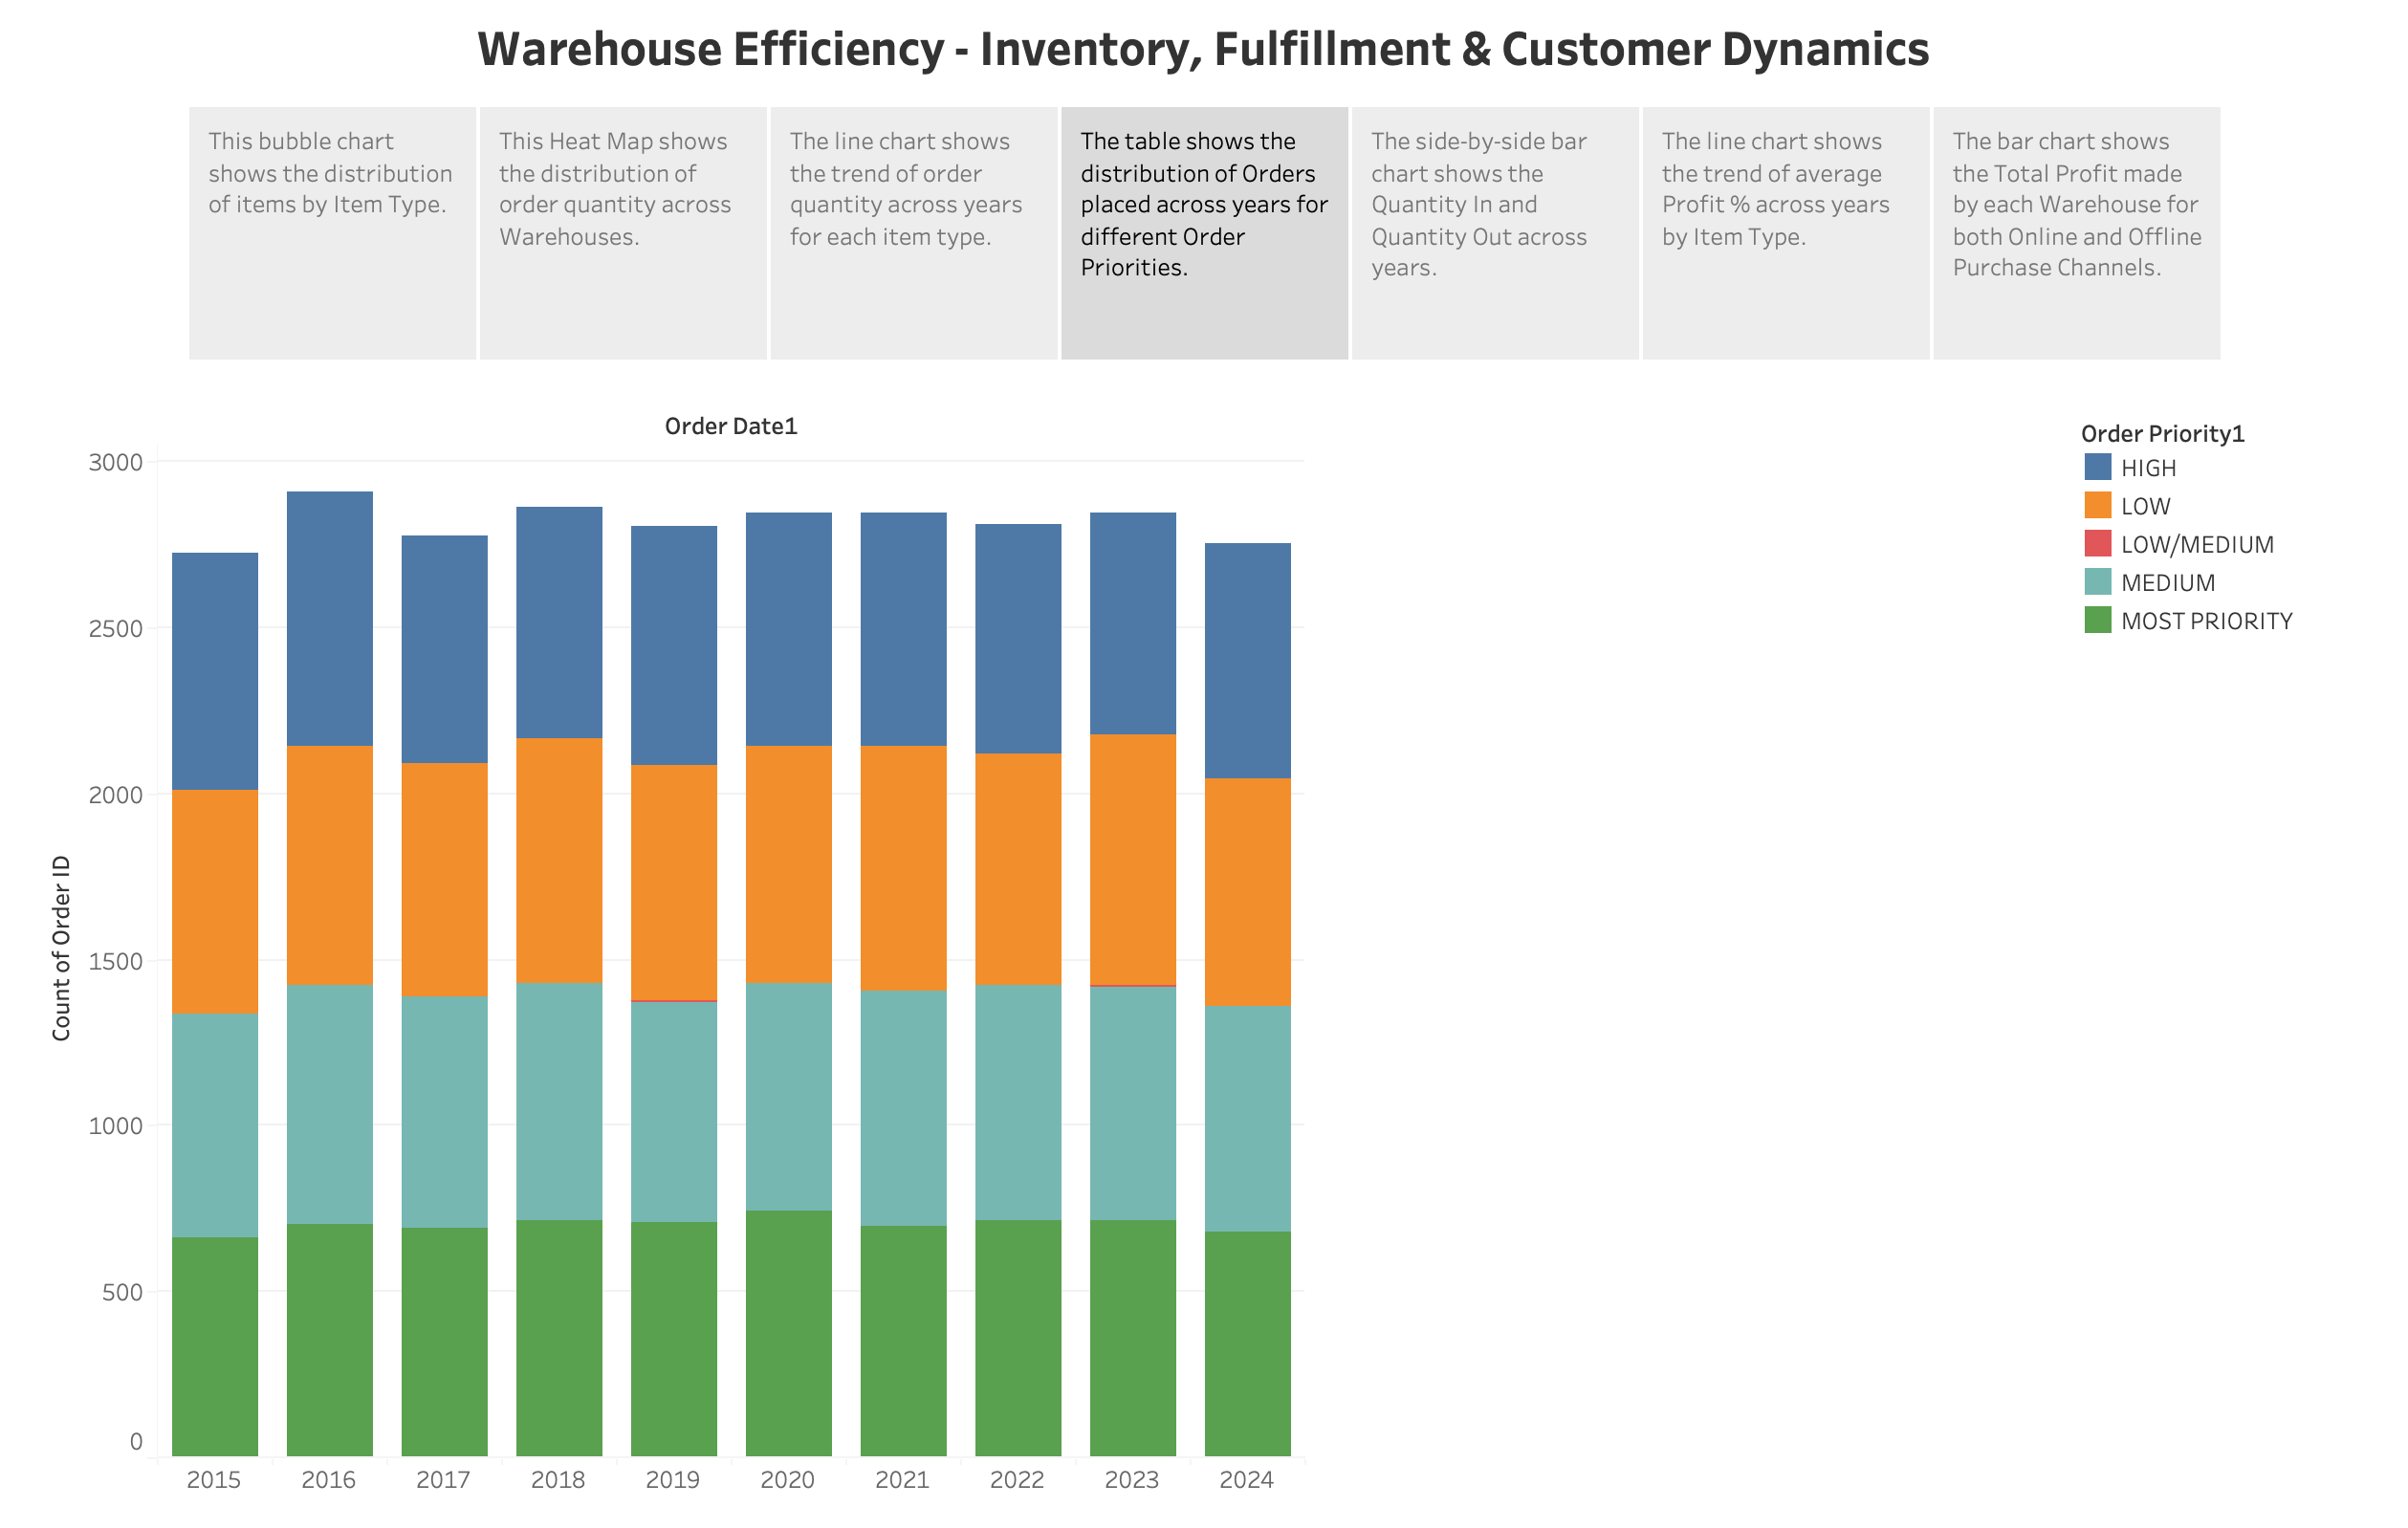 Warehouse Efficiency - Inventory, Fulfillment & Customer Dynamics
This bubble chart
shows the distribution
of items by Item Type.
This Heat Map shows
the distribution of
order quantity across
Warehouses.
The line chart shows
the trend of order
quantity across years
for each item type.
The table shows the
distribution of Orders
placed across years for
different Order
Priorities.
The side-by-side bar
chart shows the
Quantity In and
Quantity Out across
years.
The line chart shows
the trend of average
Profit % across years
by Item Type.
The bar chart shows
the Total Profit made
by each Warehouse for
both Online and Offline
Purchase Channels.
Order Date1
3000
2500
2000
1500
1000
500
0
Count of Order ID
2015 2016 2017 2018 2019 2020 2021 2022 2023 2024
Order Priority1
HIGH
LOW
LOW/MEDIUM
MEDIUM
MOST PRIORITY